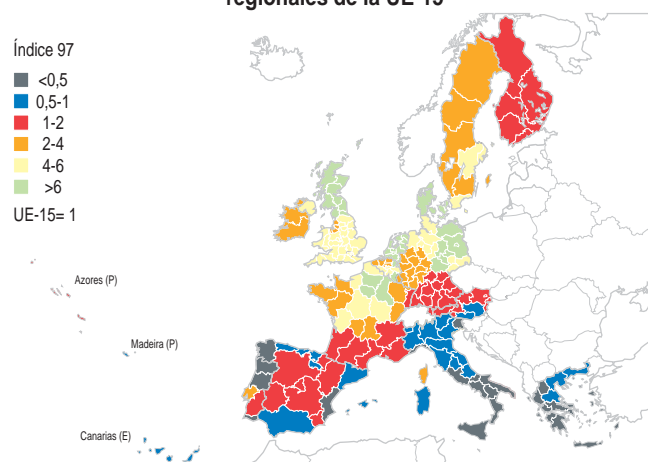 regionales de la UE-15
Índice 97
<0,5
0,5-1
1-2
2-4
4-6
>6
UE-15= 1
Azores (P)
Madeira (P)
Canarias (E)